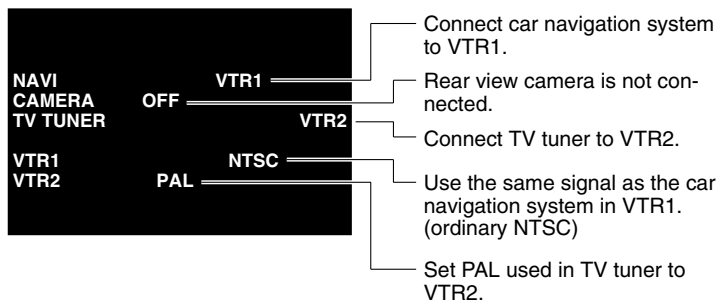 NAVI VTR1
CAMERA OFF
TV TUNER VTR2
VTR1 NTSC
VTR2 PAL
Connect car navigation system
to VTR1.
Rear view camera is not con-
nected.
Connect TV tuner to VTR2.
Use the same signal as the car
navigation system in VTR1.
(ordinary NTSC)
Set PAL used in TV tuner to
VTR2.